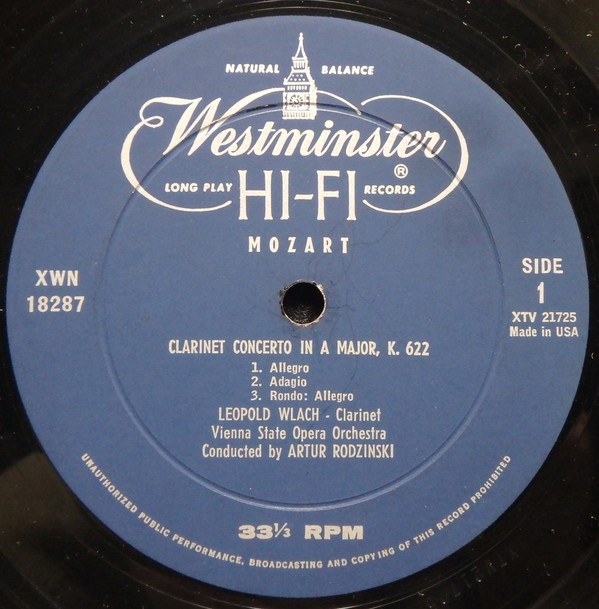 NATURAL BALANCE
Westminster®
LONG PLAY HI-FI RECORDS
MOZART
XWN
18287
SIDE
1
XTV 21725
Made in USA
CLARINET CONCERTO IN A MAJOR, K. 622
1. Allegro
2. Adagio
3. Rondo: Allegro
LEOPOLD WLACH - Clarinet
Vienna State Opera Orchestra
Conducted by ARTUR RODZINSKI
33⅓ RPM
UNAUTHORIZED PUBLIC PERFORMANCE, BROADCASTING AND COPYING OF THIS RECORD PROHIBITED